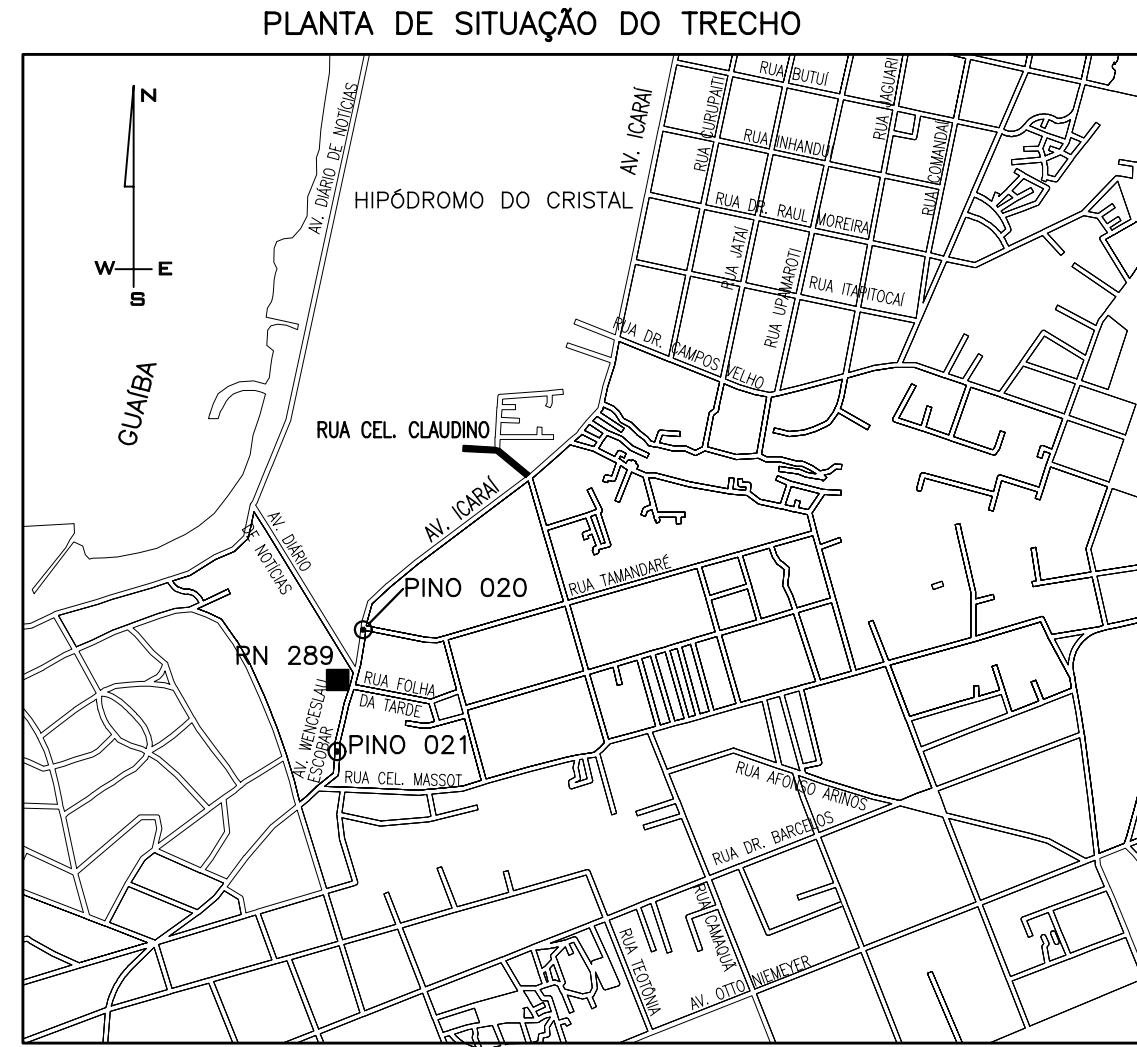 PLANTA DE SITUAÇÃO DO TRECHO
N
W
E
S
GUAÍBA
AV. DIÁRIO DE NOTÍCIAS
HIPÓDROMO DO CRISTAL
AV. ICARAÍ
RUA BUTUÍ
RUA CURUPAITI
RUA INHANDU
RUA JAGUARI
RUA COMANDAI
RUA DR. RAUL MOREIRA
RUA JATAÍ
RUA UPAMAROTI
RUA ITAPITOCAÍ
RUA DR. CAMPOS VELHO
RUA CEL. CLAUDINO
AV. ICARAÍ
AV. DIÁRIO
DE NOTÍCIAS
RUA TAMANDARÉ
PINO 020
RN 289
RUA FOLHA
DA TARDE
AV. WENCESLAU
ESCOBAR
PINO 021
RUA CEL. MASSOT
RUA AFONSO ARINOS
RUA DR. BARCELOS
RUA CAMAQUÃ
RUA TEOTÔNIA
AV. OTTO NIEMEYER